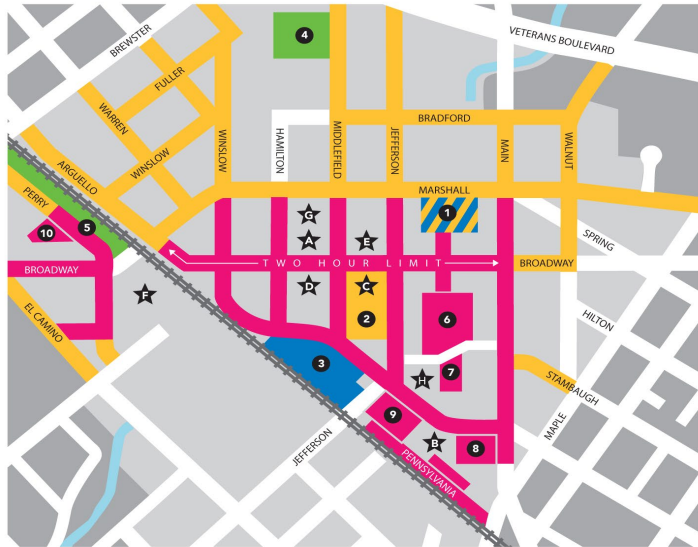 BREWSTER
4
VETERANS BOULEVARD
FULLER
WARREN
WINSLOW
HAMILTON
MIDDLEFIELD
JEFFERSON
BRADFORD
MAIN
WALNUT
ARGUELLO
WINSLOW
MARSHALL
PERRY
G
1
SPRING
10
5
A
E
BROADWAY
TWO HOUR LIMIT
BROADWAY
F
D
C
EL CAMINO
2
6
HILTON
3
7
H
STAMBAUGH
9
MAPLE
JEFFERSON
B
8
PENNSYLVANIA